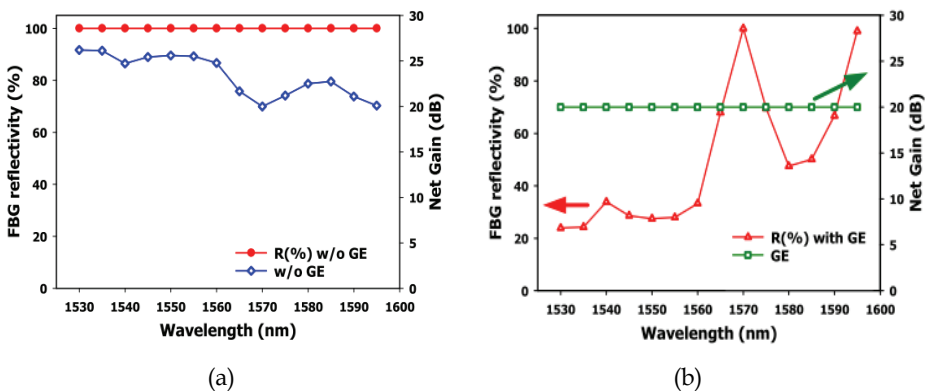 FBG reflectivity (%)
100
80
60
40
20
0
30
25
20
15
10
5
0
Net Gain (dB)
R(%) w/o GE
w/o GE
1530 1540 1550 1560 1570 1580 1590 1600
Wavelength (nm)
(a)
FBG reflectivity (%)
100
80
60
40
20
0
30
25
20
15
10
5
0
Net Gain (dB)
R(%) with GE
GE
1530 1540 1550 1560 1570 1580 1590 1600
Wavelength (nm)
(b)